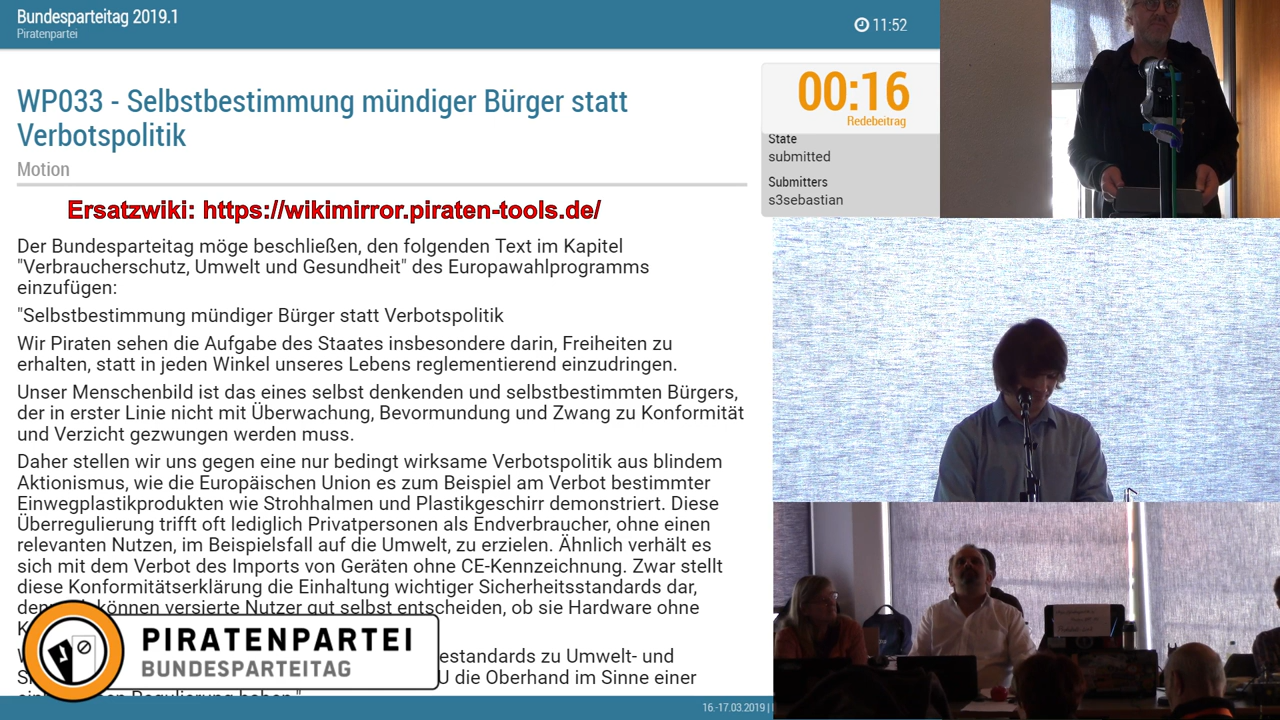 Bundesparteitag 2019.1
Piratenpartei
11:52
WP033 - Selbstbestimmung mündiger Bürger statt
Verbotspolitik
Motion
00:16
Redebeitrag
State
submitted
Submitters
s3sebastian
Ersatzwiki: https://wikimirror.piraten-tools.de/
Der Bundesparteitag möge beschließen, den folgenden Text im Kapitel
"Verbraucherschutz, Umwelt und Gesundheit" des Europawahlprogramms
einzufügen:
"Selbstbestimmung mündiger Bürger statt Verbotspolitik
Wir Piraten sehen die Aufgabe des Staates insbesondere darin, Freiheiten zu
erhalten, statt in jeden Winkel unseres Lebens reglementierend einzudringen.
Unser Menschenbild ist das eines selbst denkenden und selbstbestimmten Bürgers,
der in erster Linie nicht mit Überwachung, Bevormundung und Zwang zu Konformität
und Verzicht gezwungen werden muss.
Daher stellen wir uns gegen eine nur bedingt wirksame Verbotspolitik aus blindem
Aktionismus, wie die Europäischen Union es zum Beispiel am Verbot bestimmter
Einwegplastikprodukten wie Strohhalmen und Plastikgeschirr demonstriert. Diese
Überregulierung trifft oft lediglich Privatpersonen als Endverbraucher, ohne einen
relevanten Nutzen, im Beispielsfall auf die Umwelt, zu erzielen. Ähnlich verhält es
sich mit dem Verbot des Imports von Geräten ohne CE-Kennzeichnung. Zwar stellt
diese Konformitätserklärung die Einhaltung wichtiger Sicherheitsstandards dar,
können versierte Nutzer gut selbst entscheiden, ob sie Hardware ohne
estandards zu Umwelt- und
U die Oberhand im Sinne einer
PIRATENPARTEI
BUNDESPARTEITAG
16.-17.03.2019 |